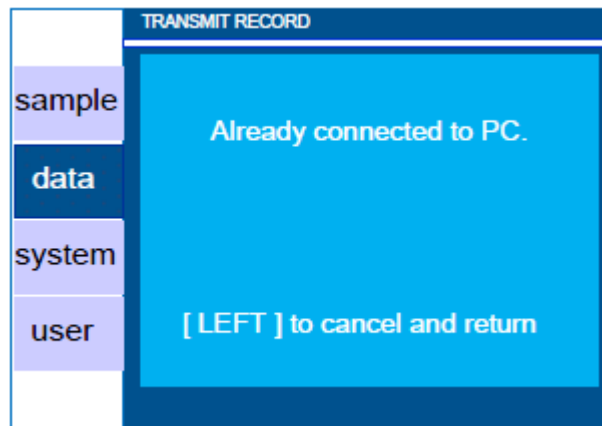 TRANSMIT RECORD
sample
data
system
user
Already connected to PC.
[ LEFT ] to cancel and return